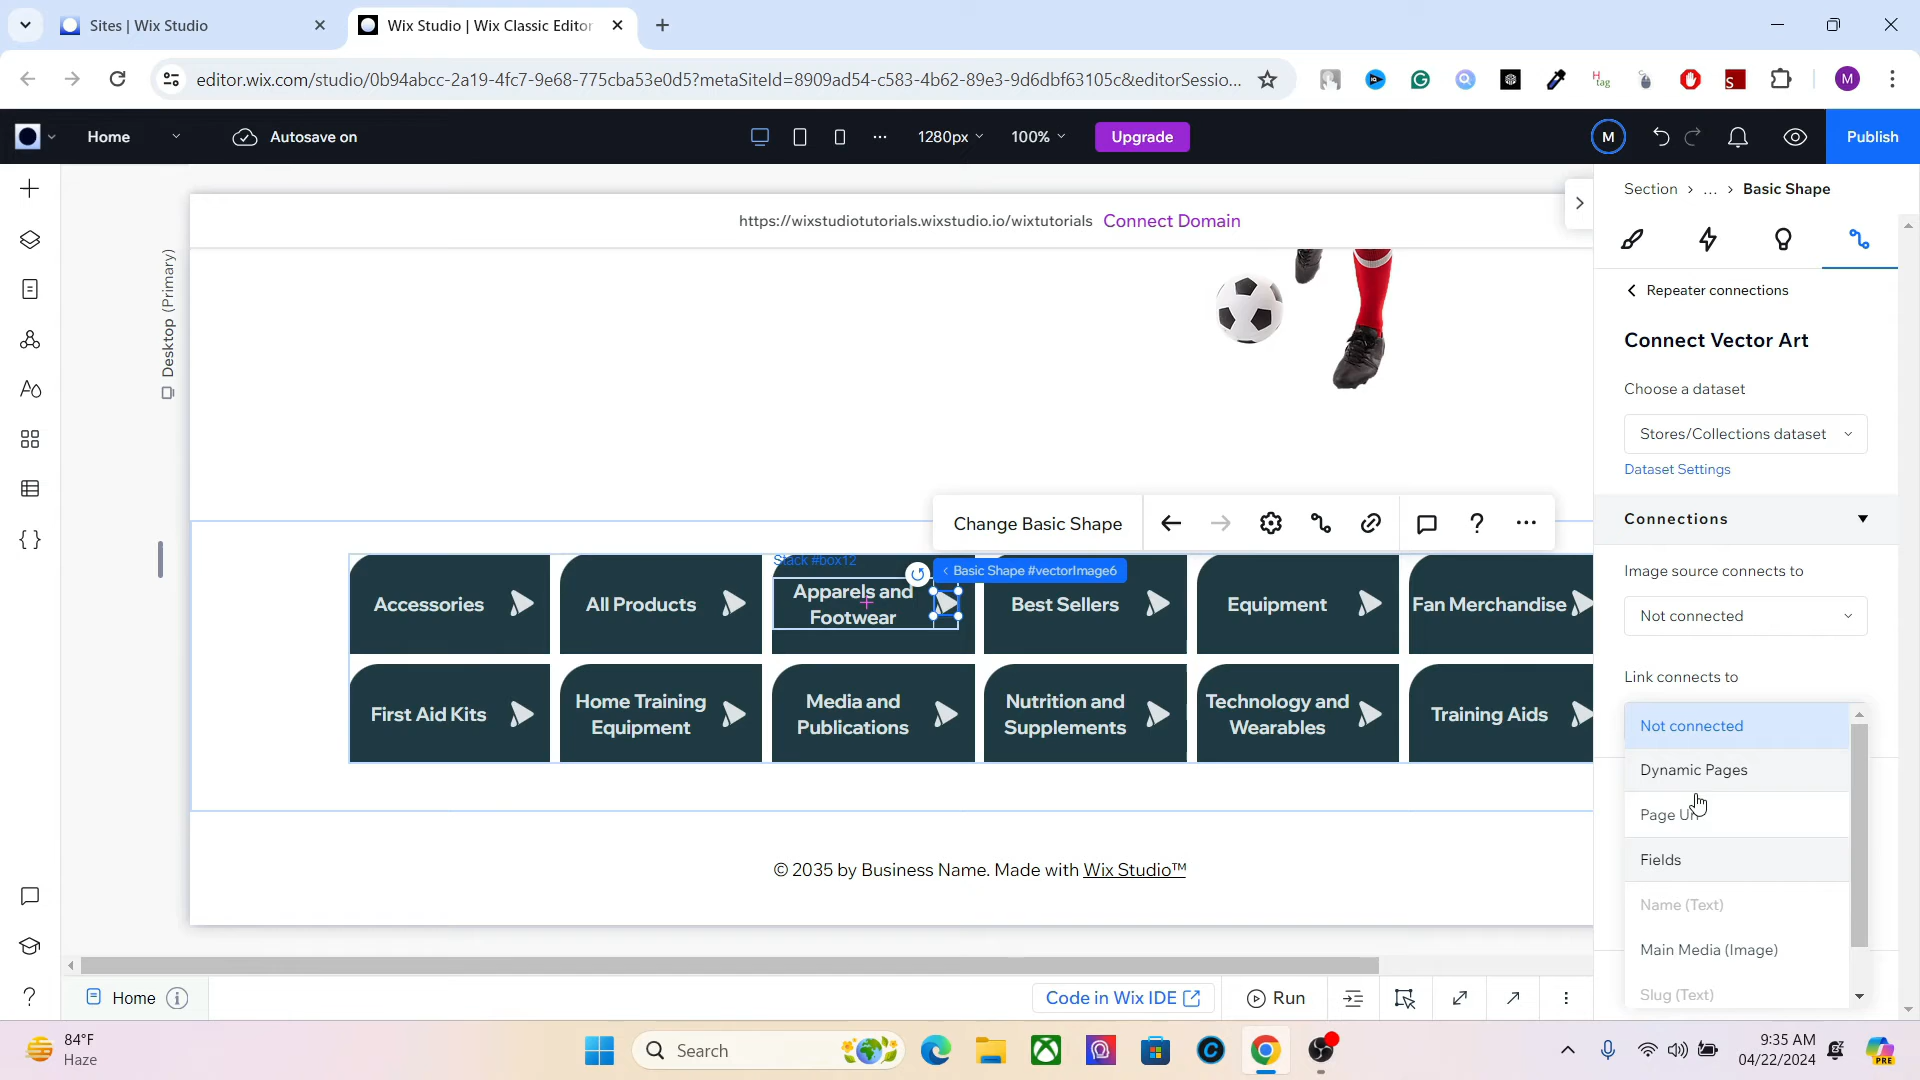 Sites | Wix Studio
Wix Studio | Wix Classic Editor
editor.wix.com/studio/0b94abcc-2a19-4fc7-9e68-775cba53e0d5?metaSiteId=8909ad54-c583-4b62-89e3-9d6dbf63105c&editorSessio...
H
tag
S
M
Home
Autosave on
1280px
100%
Upgrade
M
Publish
Section > ... > Basic Shape
https://wixstudiotutorials.wixstudio.io/wixtutorials Connect Domain
Desktop (Primary)
Repeater connections
Connect Vector Art
Choose a dataset
Stores/Collections dataset
Dataset Settings
Change Basic Shape
Connections
Stack #box12
Basic Shape #vectorImage6
Image source connects to
Accessories
All Products
Apparels and
Footwear
Best Sellers
Equipment
Fan Merchandise
Not connected
Link connects to
First Aid Kits
Home Training
Equipment
Media and
Publications
Nutrition and
Supplements
Technology and
Wearables
Training Aids
Not connected
Dynamic Pages
Page Url
Fields
Name (Text)
Main Media (Image)
Slug (Text)
© 2035 by Business Name. Made with Wix Studio™
Home
Code in Wix IDE
Run
84°F
Haze
Search
9:35 AM
04/22/2024
PRE